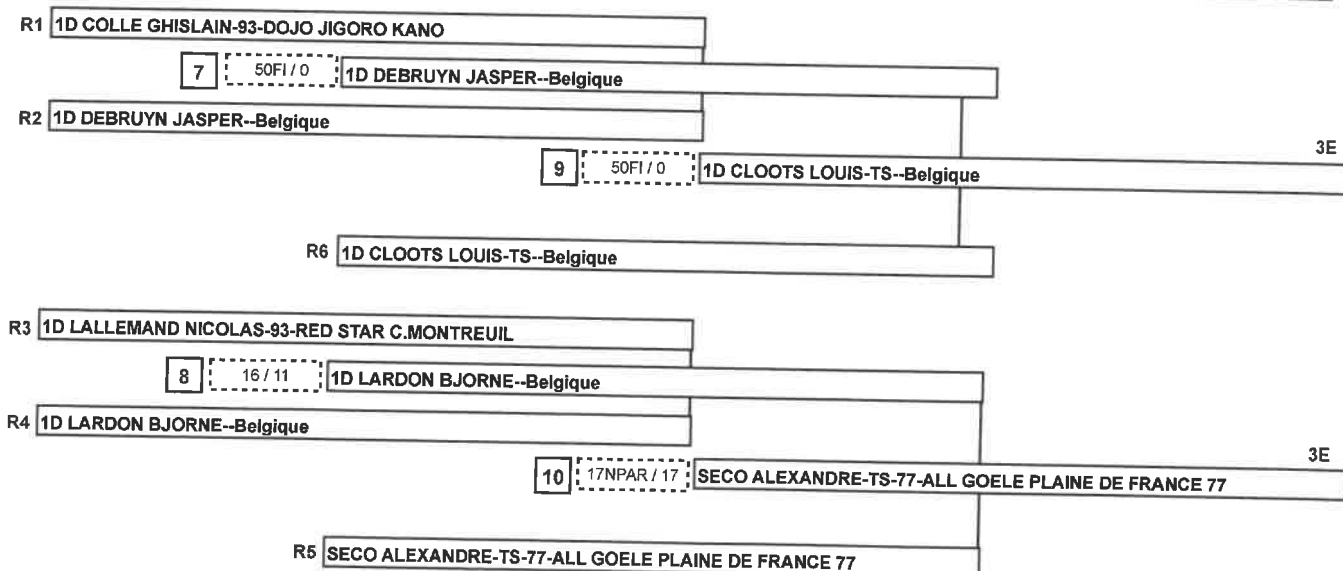 R1 1D COLLE GHISLAIN-93-DOJO JIGORO KANO
7 50FI / 0 1D DEBRUYN JASPER--Belgique
R2 1D DEBRUYN JASPER--Belgique
3E
9 50FI / 0 1D CLOOTS LOUIS-TS--Belgique
R6 1D CLOOTS LOUIS-TS--Belgique
R3 1D LALLEMAND NICOLAS-93-RED STAR C.MONTREUIL
8 16 / 11 1D LARDON BJORNE--Belgique
R4 1D LARDON BJORNE--Belgique
3E
10 17NPAR / 17 SECO ALEXANDRE-TS-77-ALL GOELE PLAINE DE FRANCE 77
R5 SECO ALEXANDRE-TS-77-ALL GOELE PLAINE DE FRANCE 77